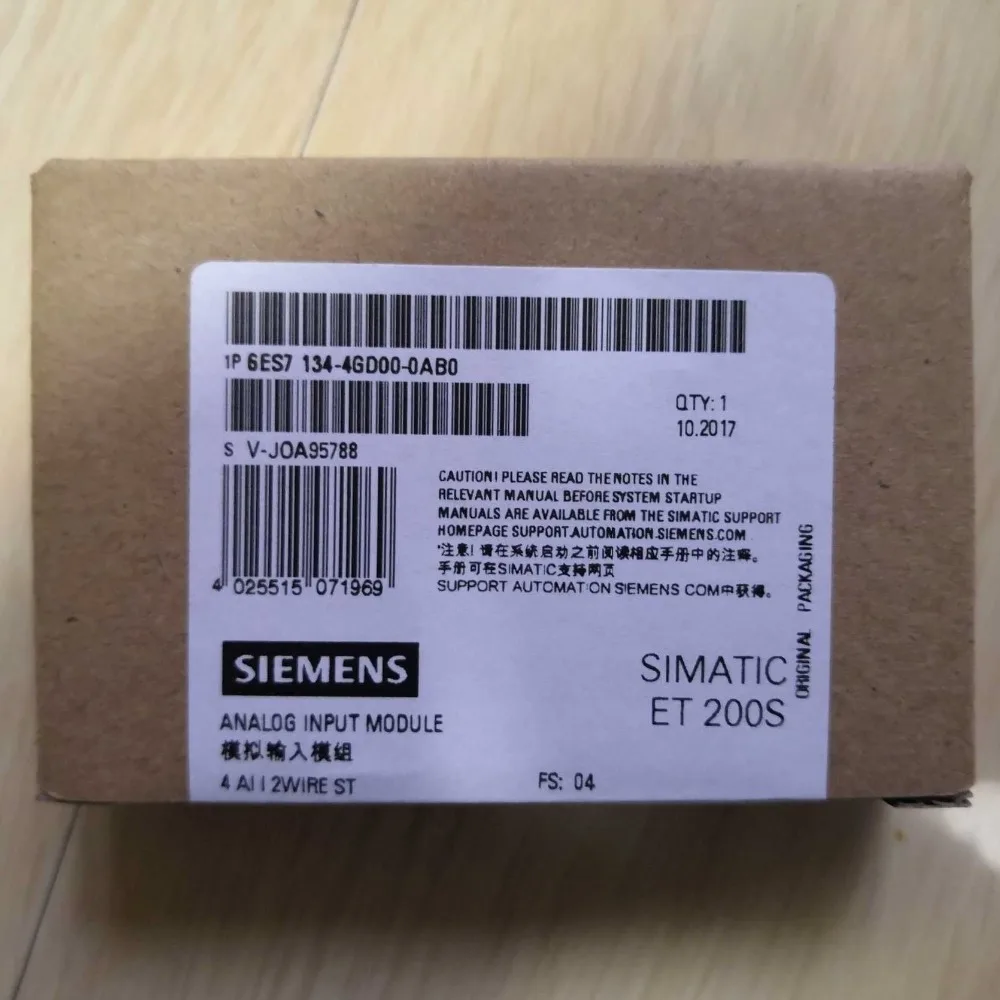 1P 6ES7 134-4GD00-0AB0
S V-JOA95788
QTY: 1
10.2017
4 025515 071969
CAUTION! PLEASE READ THE NOTES IN THE
RELEVANT MANUAL BEFORE SYSTEM STARTUP
MANUALS ARE AVAILABLE FROM THE SIMATIC SUPPORT
HOMEPAGE SUPPORT.AUTOMATION.SIEMENS.COM
*注意! 请在系统启动之前阅读相应手册中的注释。
手册可在SIMATIC支持网页
SUPPORT AUTOMATION SIEMENS COM中获得。
ORIGINAL PACKAGING
SIEMENS
SIMATIC
ET 200S
ANALOG INPUT MODULE
模拟输入模组
4 AI I 2WIRE ST
FS: 04